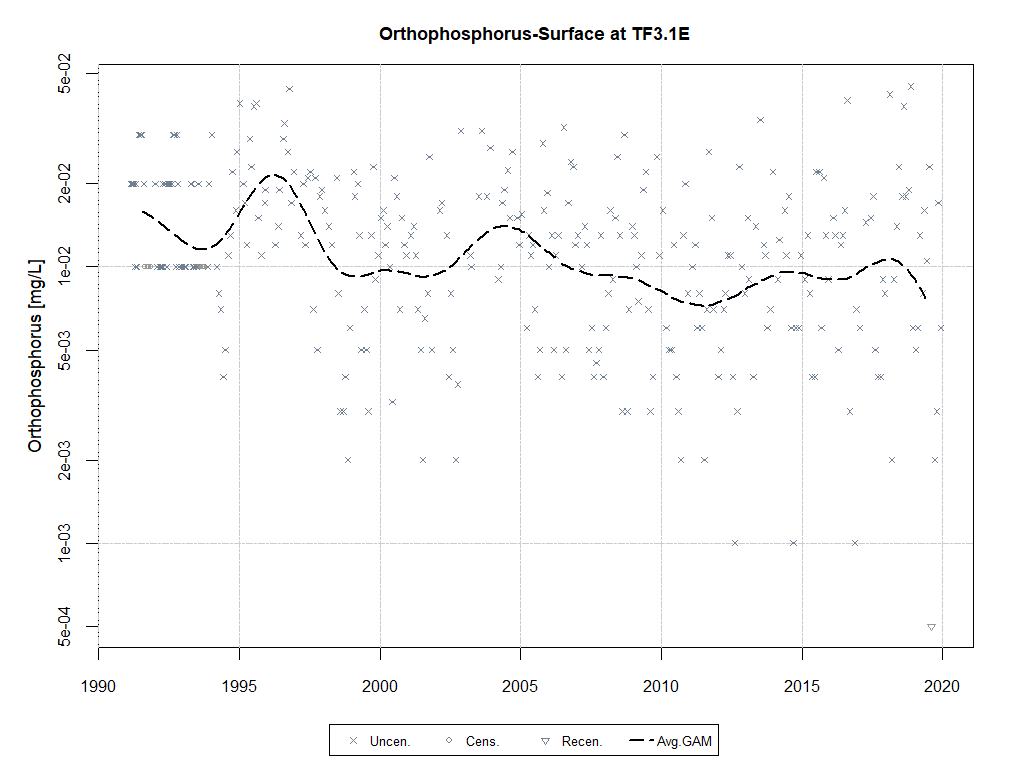 Orthophosphorus-Surface at TF3.1E
Orthophosphorus [mg/L]
5e-02
2e-02
1e-02
5e-03
2e-03
1e-03
5e-04
1990 1995 2000 2005 2010 2015 2020
Uncen. Cens. Recen. Avg.GAM